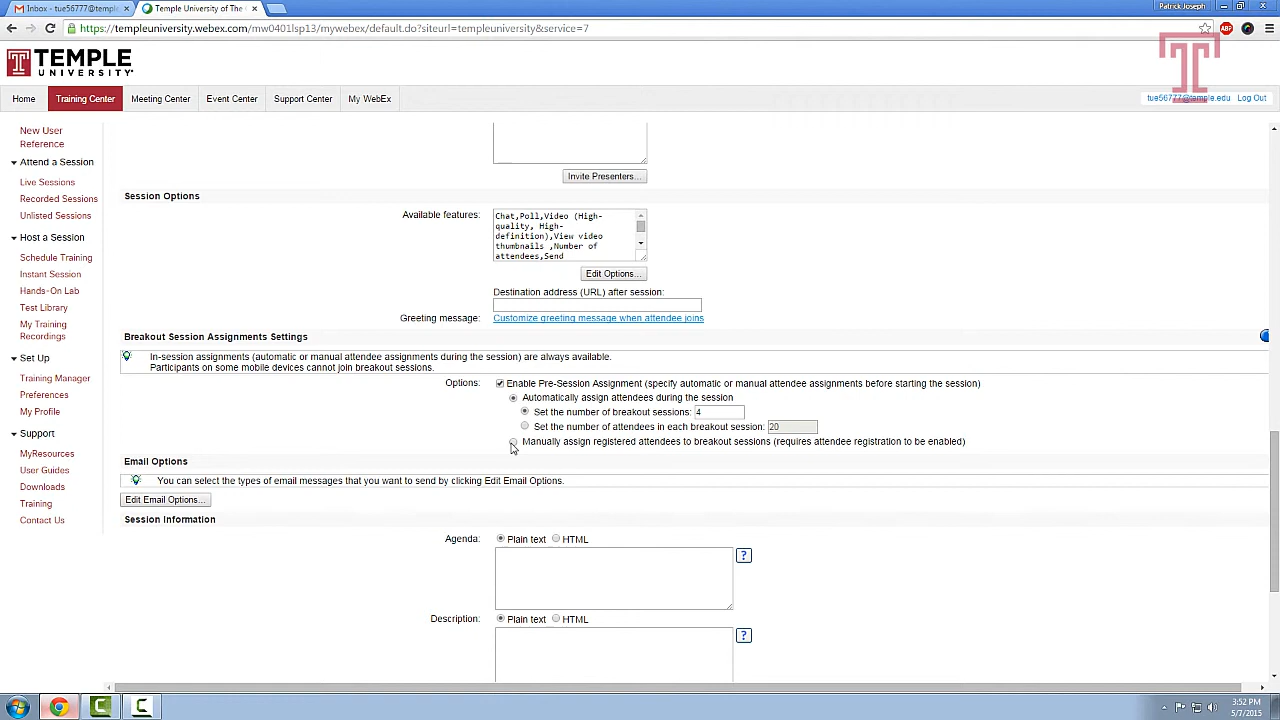 Inbox - tue56777@temple
Temple University of The
Patrick Joseph
https://templeuniversity.webex.com/mw0401lsp13/mywebex/default.do?siteurl=templeuniversity&service=7
ABP
TEMPLE
UNIVERSITY
Home
Training Center
Meeting Center
Event Center
Support Center
My WebEx
tue56777@temple.edu
Log Out
New User
Reference
Attend a Session
Live Sessions
Recorded Sessions
Unlisted Sessions
Host a Session
Schedule Training
Instant Session
Hands-On Lab
Test Library
My Training
Recordings
Set Up
Training Manager
Preferences
My Profile
Support
MyResources
User Guides
Downloads
Training
Contact Us
Invite Presenters...
Session Options
Available features:
Chat,Poll,Video (High-
quality, High-
definition),View video
thumbnails ,Number of
attendees,Send
Edit Options...
Destination address (URL) after session:
Greeting message:
Customize greeting message when attendee joins
Breakout Session Assignments Settings
In-session assignments (automatic or manual attendee assignments during the session) are always available.
Participants on some mobile devices cannot join breakout sessions.
Options:
Enable Pre-Session Assignment (specify automatic or manual attendee assignments before starting the session)
Automatically assign attendees during the session
Set the number of breakout sessions: 4
Set the number of attendees in each breakout session: 20
Manually assign registered attendees to breakout sessions (requires attendee registration to be enabled)
Email Options
You can select the types of email messages that you want to send by clicking Edit Email Options.
Edit Email Options...
Session Information
Agenda:
Plain text
HTML
?
Description:
Plain text
HTML
?
3:52 PM
5/7/2015